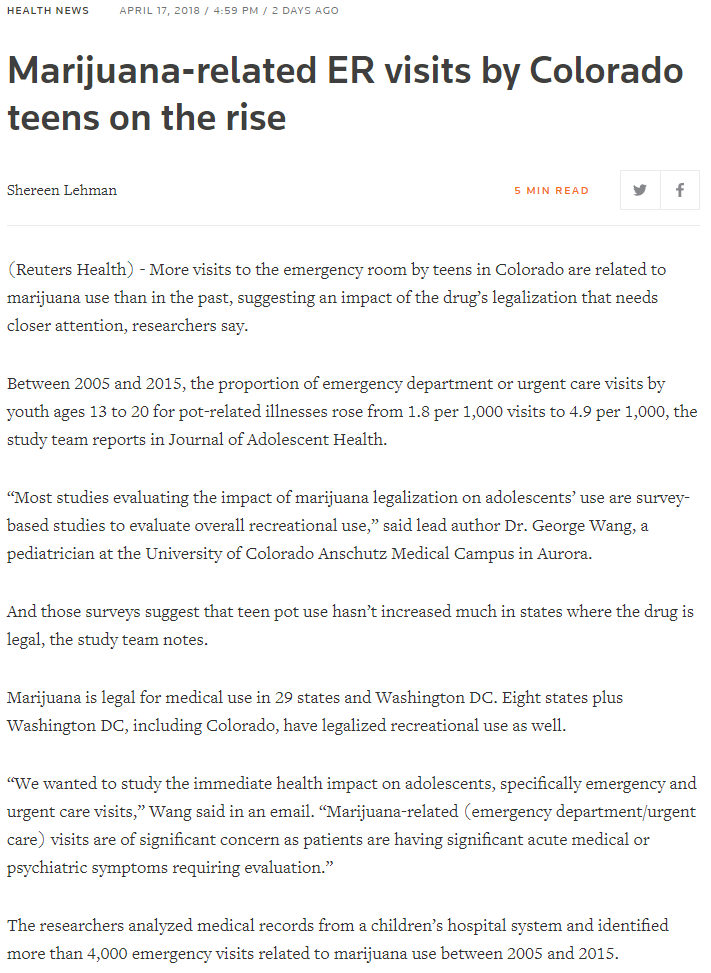 HEALTH NEWS APRIL 17, 2018 / 4:59 PM / 2 DAYS AGO
Marijuana-related ER visits by Colorado
teens on the rise
Shereen Lehman 5 MIN READ
(Reuters Health) - More visits to the emergency room by teens in Colorado are related to
marijuana use than in the past, suggesting an impact of the drug’s legalization that needs
closer attention, researchers say.
Between 2005 and 2015, the proportion of emergency department or urgent care visits by
youth ages 13 to 20 for pot-related illnesses rose from 1.8 per 1,000 visits to 4.9 per 1,000, the
study team reports in Journal of Adolescent Health.
“Most studies evaluating the impact of marijuana legalization on adolescents’ use are survey-
based studies to evaluate overall recreational use,” said lead author Dr. George Wang, a
pediatrician at the University of Colorado Anschutz Medical Campus in Aurora.
And those surveys suggest that teen pot use hasn’t increased much in states where the drug is
legal, the study team notes.
Marijuana is legal for medical use in 29 states and Washington DC. Eight states plus
Washington DC, including Colorado, have legalized recreational use as well.
“We wanted to study the immediate health impact on adolescents, specifically emergency and
urgent care visits,” Wang said in an email. “Marijuana-related (emergency department/urgent
care) visits are of significant concern as patients are having significant acute medical or
psychiatric symptoms requiring evaluation.”
The researchers analyzed medical records from a children’s hospital system and identified
more than 4,000 emergency visits related to marijuana use between 2005 and 2015.